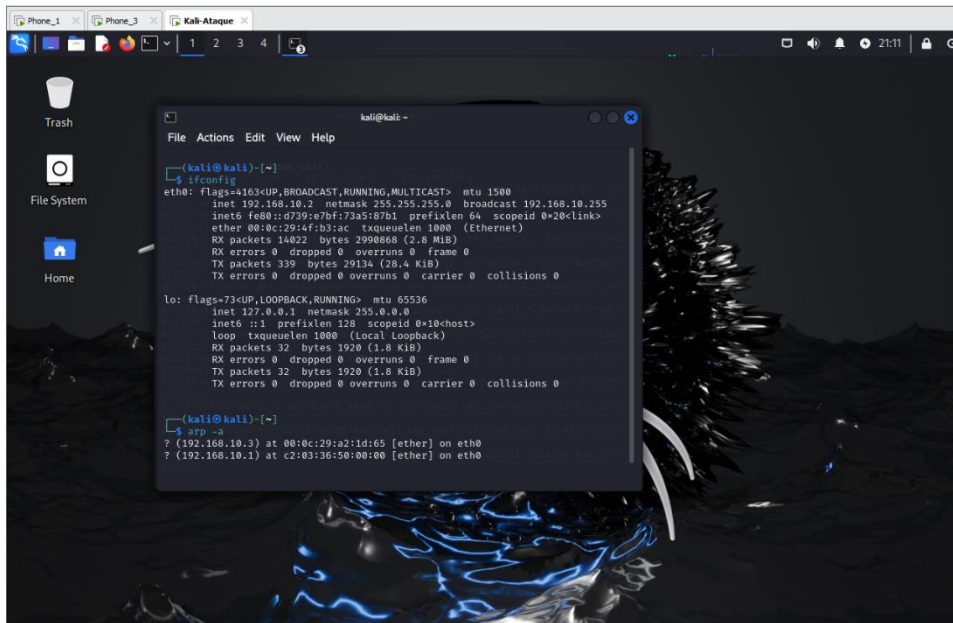 Phone_1 × Phone_3 × Kali-Ataque ×
1 2 3 4 21:11
Trash
File System
Home
kali@kali: ~
File Actions Edit View Help
┌──(kali㉿kali)-[~]
└─$ ifconfig
eth0: flags=4163<UP,BROADCAST,RUNNING,MULTICAST> mtu 1500
inet 192.168.10.2 netmask 255.255.255.0 broadcast 192.168.10.255
inet6 fe80::d739:e7bf:73a5:87b1 prefixlen 64 scopeid 0×20<link>
ether 00:0c:29:4f:b3:ac txqueuelen 1000 (Ethernet)
RX packets 14022 bytes 2990868 (2.8 MiB)
RX errors 0 dropped 0 overruns 0 frame 0
TX packets 339 bytes 29134 (28.4 KiB)
TX errors 0 dropped 0 overruns 0 carrier 0 collisions 0
lo: flags=73<UP,LOOPBACK,RUNNING> mtu 65536
inet 127.0.0.1 netmask 255.0.0.0
inet6 ::1 prefixlen 128 scopeid 0×10<host>
loop txqueuelen 1000 (Local Loopback)
RX packets 32 bytes 1920 (1.8 KiB)
RX errors 0 dropped 0 overruns 0 frame 0
TX packets 32 bytes 1920 (1.8 KiB)
TX errors 0 dropped 0 overruns 0 carrier 0 collisions 0
┌──(kali㉿kali)-[~]
└─$ arp -a
? (192.168.10.3) at 00:0c:29:a2:1d:65 [ether] on eth0
? (192.168.10.1) at c2:03:36:50:00:00 [ether] on eth0